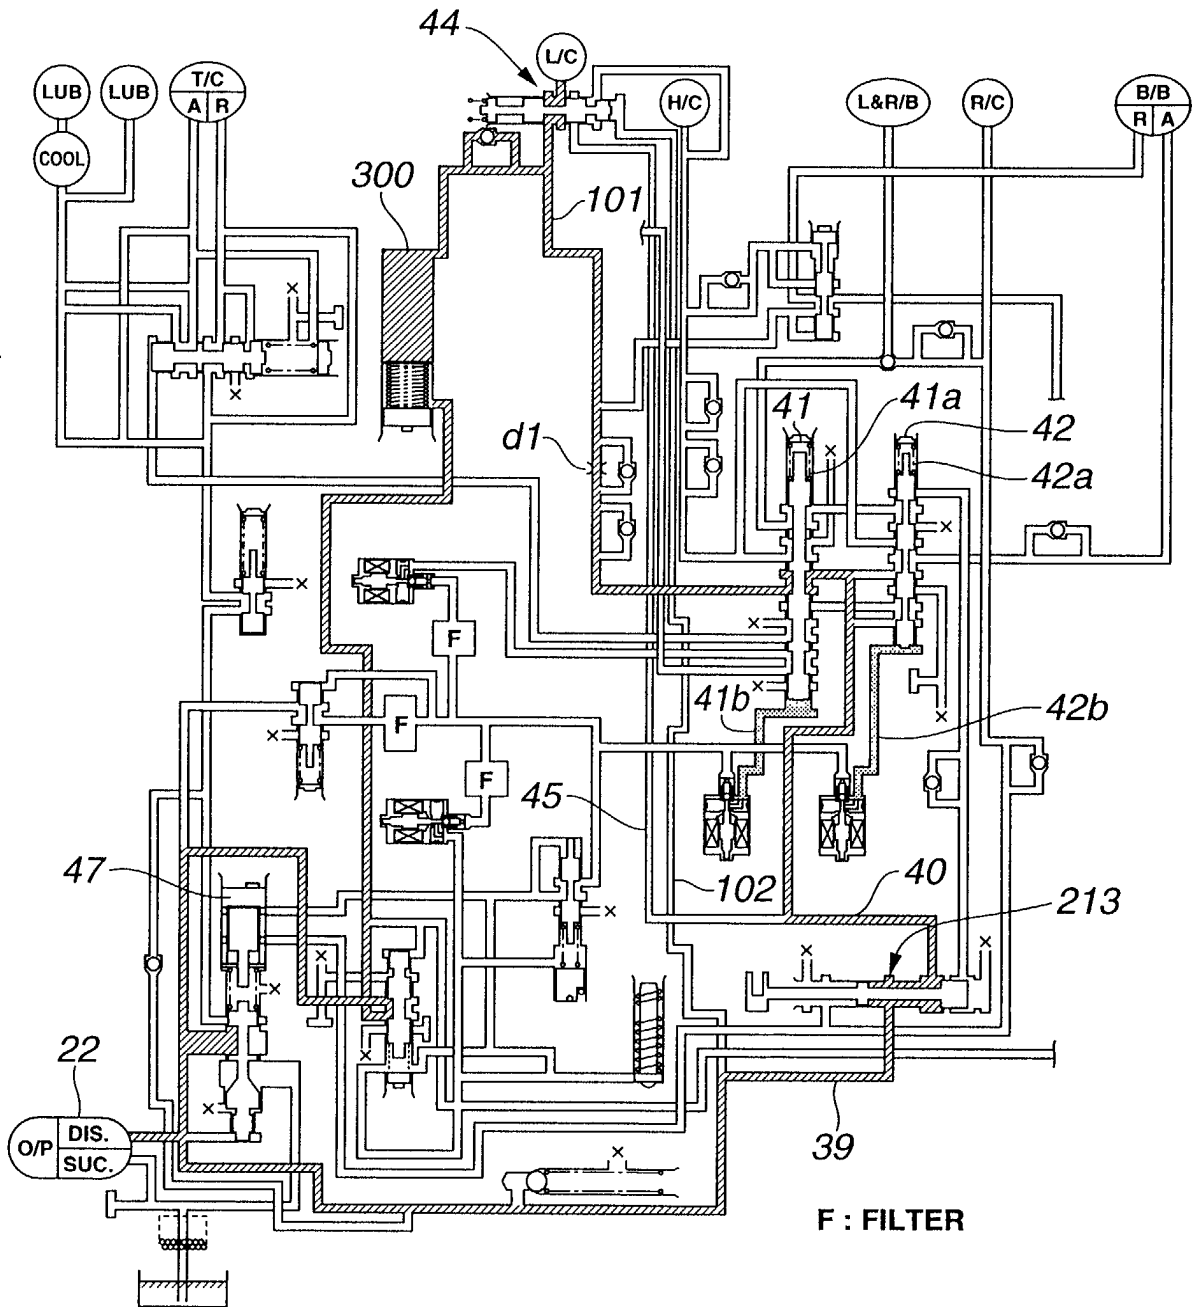 44
L/C
LUB
LUB
T/C
A R
H/C
L&R/B
R/C
B/B
R A
COOL
300
101
41
41a
42
d1
42a
F
41b
42b
F
F
45
47
102
40
213
22
O/P
DIS.
SUC.
39
F : FILTER